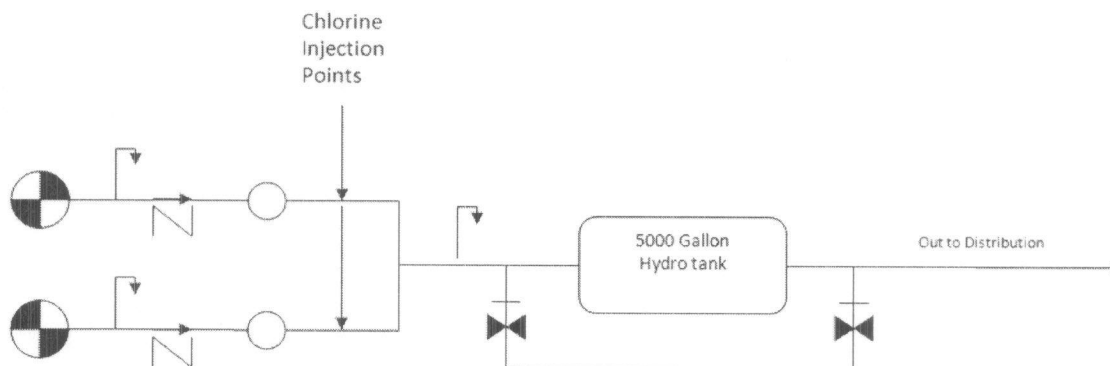 Chlorine
Injection
Points
5000 Gallon
Hydro tank
Out to Distribution